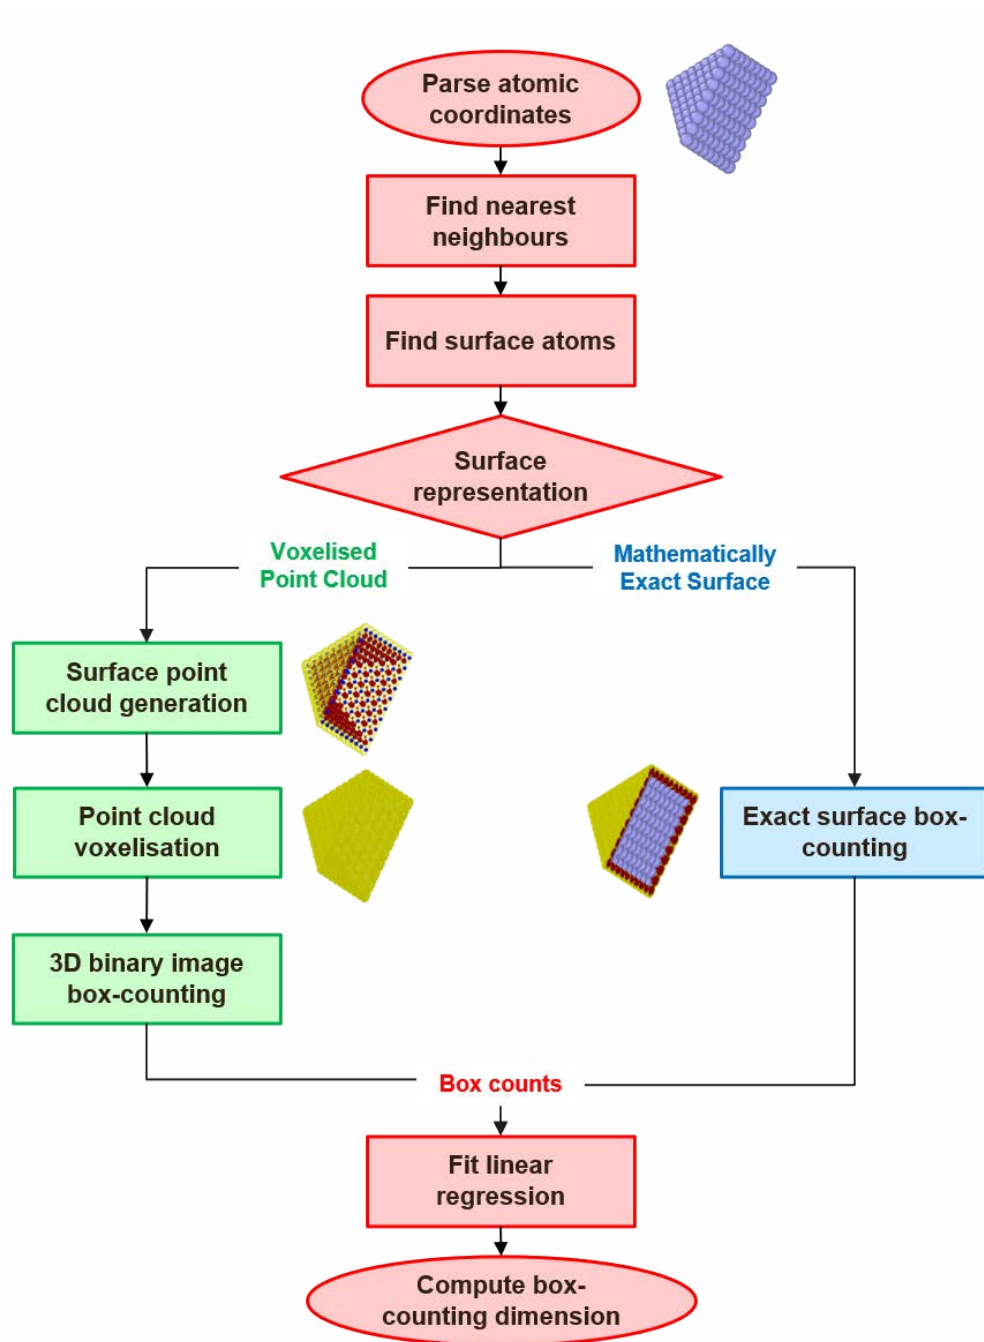 Parse atomic
coordinates
Find nearest
neighbours
Find surface atoms
Surface
representation
Voxelised
Point Cloud
Mathematically
Exact Surface
Surface point
cloud generation
Point cloud
voxelisation
Exact surface box-
counting
3D binary image
box-counting
Box counts
Fit linear
regression
Compute box-
counting dimension